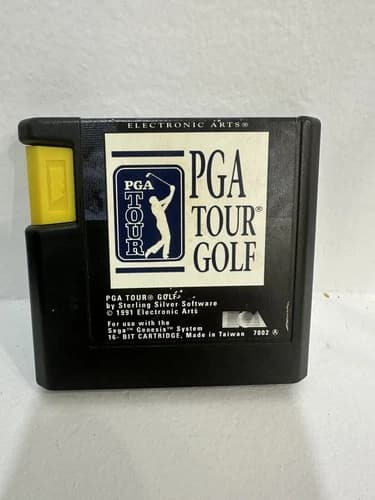 ELECTRONIC ARTS®
PGA
TOUR
PGA
TOUR®
GOLF
PGA TOUR® GOLF
by Sterling Silver Software
© 1991 Electronic Arts
For use with the
Sega™ Genesis™ System
16- BIT CARTRIDGE, Made in Taiwan 7002 A